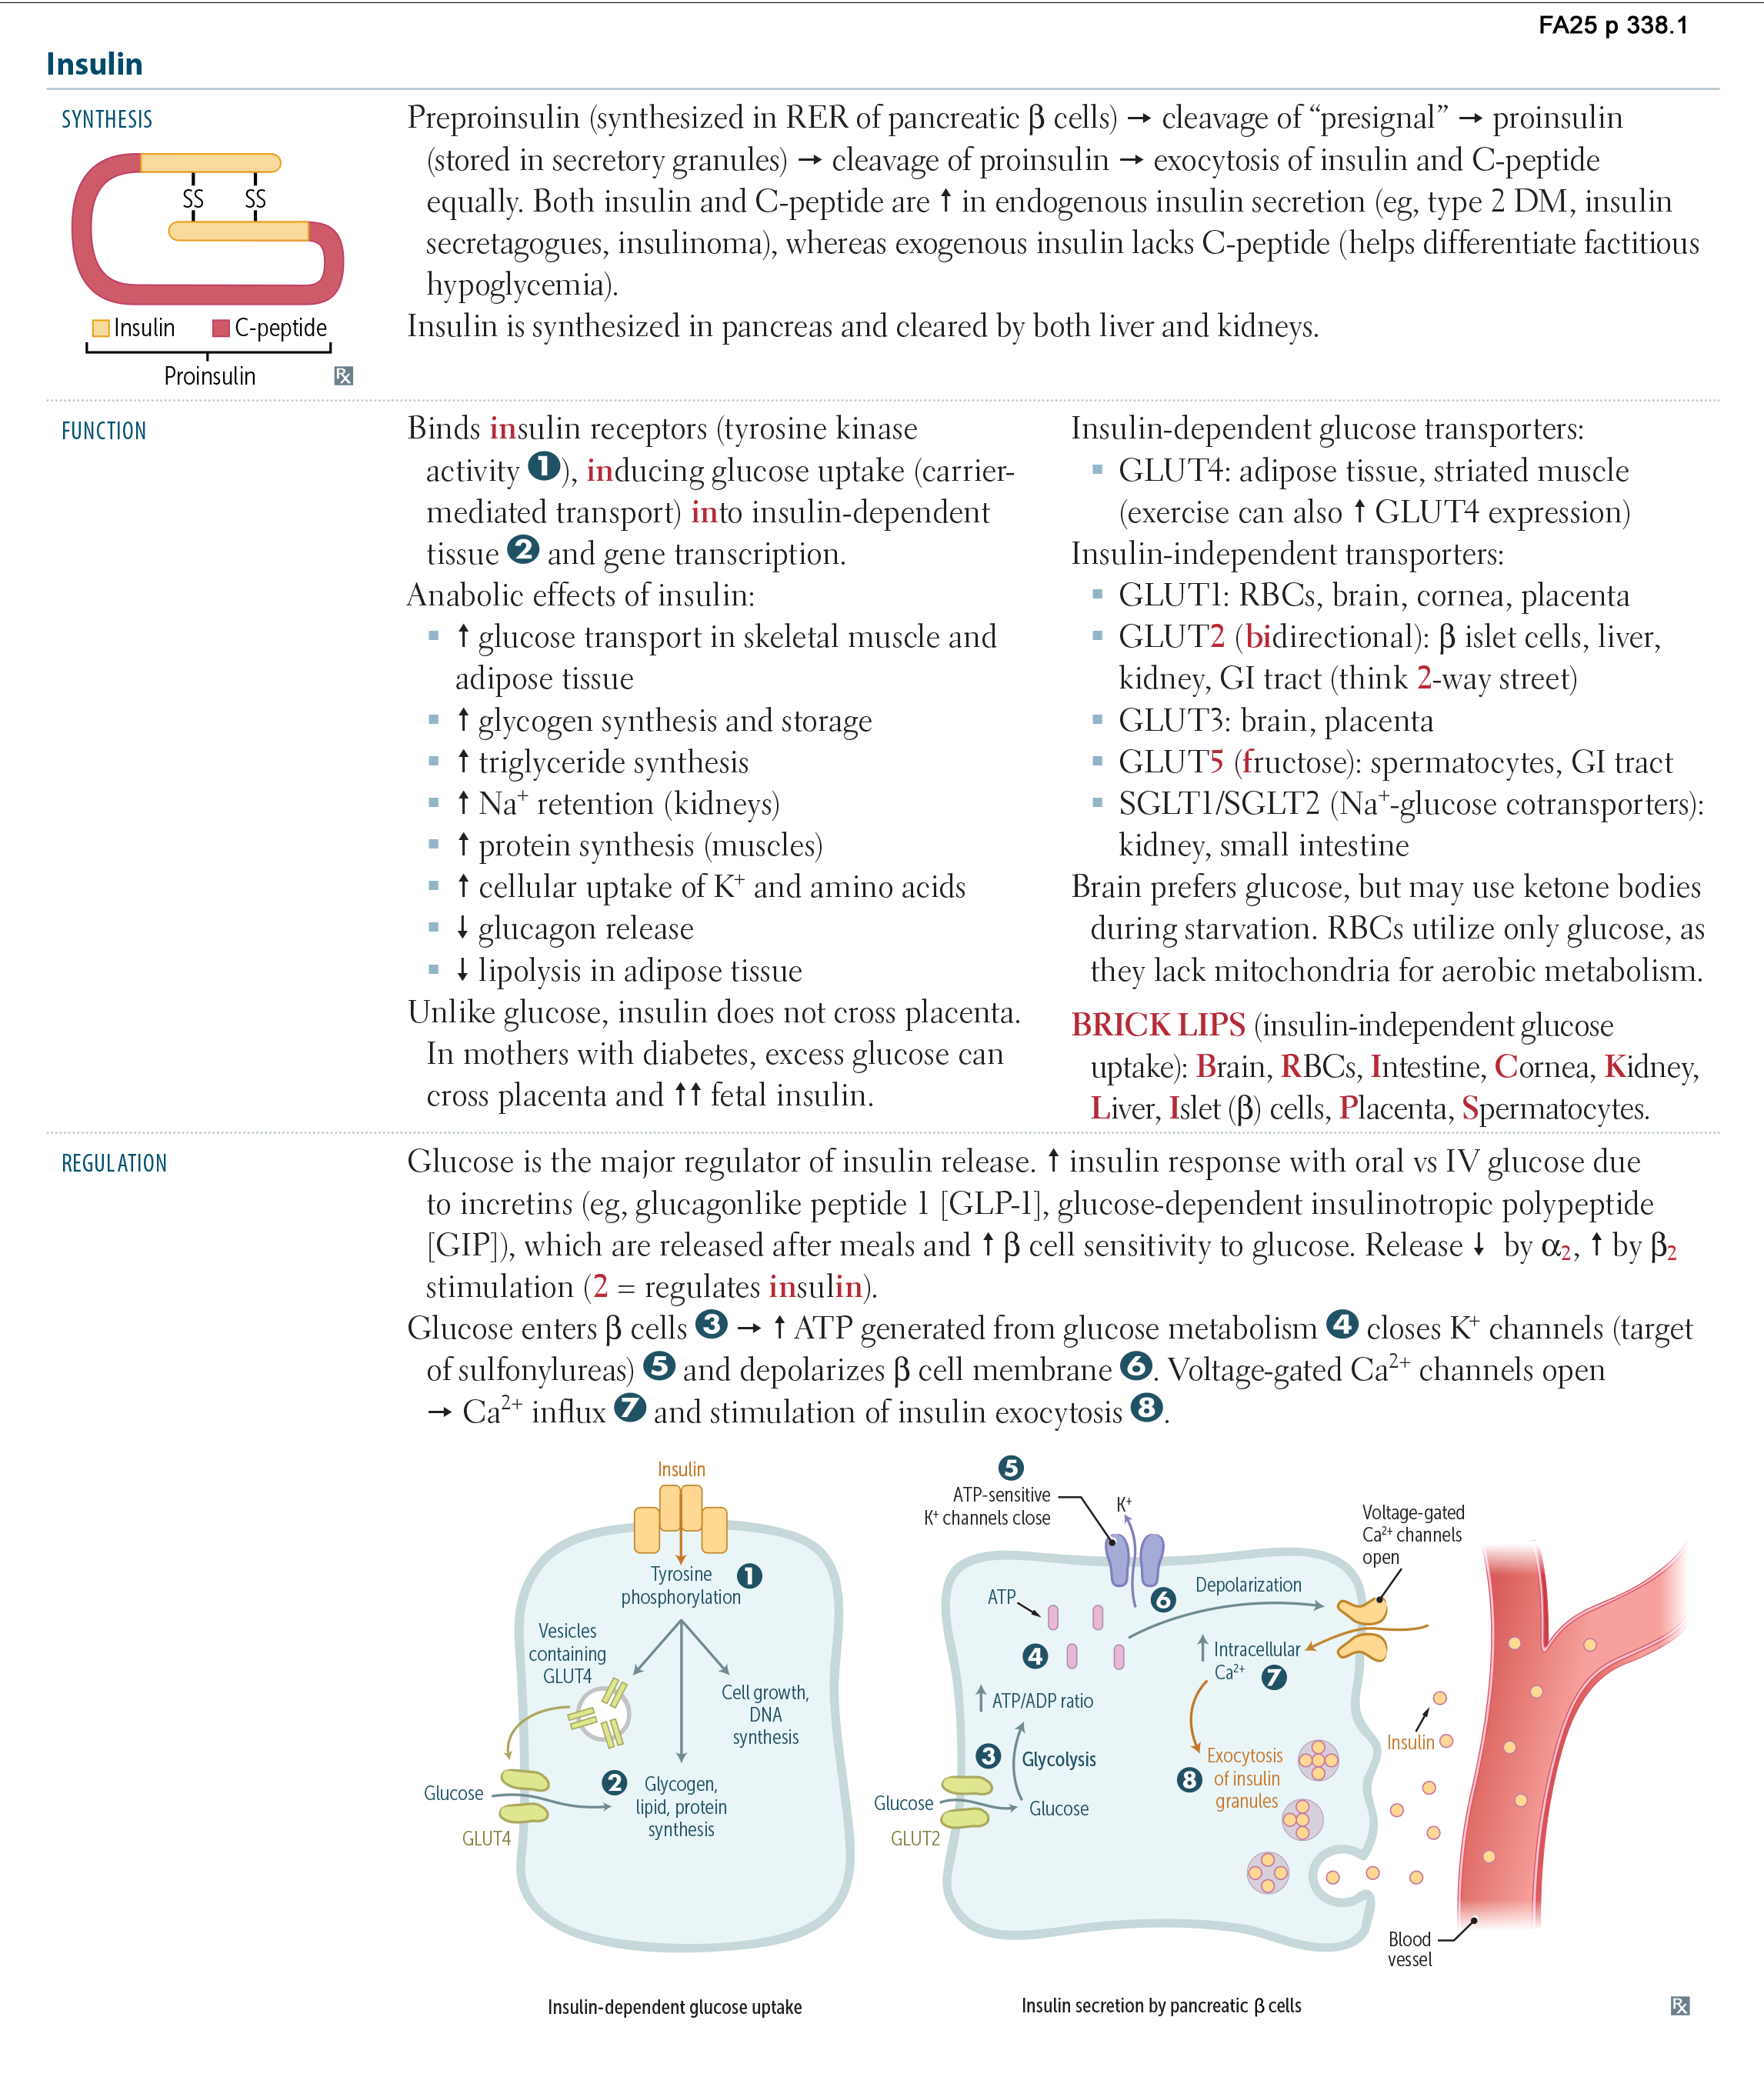 FA25 p 338.1
Insulin
SYNTHESIS
SS SS
Insulin C-peptide
Proinsulin
Rx
Preproinsulin (synthesized in RER of pancreatic β cells) → cleavage of “presignal” → proinsulin
(stored in secretory granules) → cleavage of proinsulin → exocytosis of insulin and C-peptide
equally. Both insulin and C-peptide are ↑ in endogenous insulin secretion (eg, type 2 DM, insulin
secretagogues, insulinoma), whereas exogenous insulin lacks C-peptide (helps differentiate factitious
hypoglycemia).
Insulin is synthesized in pancreas and cleared by both liver and kidneys.
FUNCTION
Binds insulin receptors (tyrosine kinase
activity 1), inducing glucose uptake (carrier-
mediated transport) into insulin-dependent
tissue 2 and gene transcription.
Anabolic effects of insulin:
▪ ↑ glucose transport in skeletal muscle and
adipose tissue
▪ ↑ glycogen synthesis and storage
▪ ↑ triglyceride synthesis
▪ ↑ Na⁺ retention (kidneys)
▪ ↑ protein synthesis (muscles)
▪ ↑ cellular uptake of K⁺ and amino acids
▪ ↓ glucagon release
▪ ↓ lipolysis in adipose tissue
Unlike glucose, insulin does not cross placenta.
In mothers with diabetes, excess glucose can
cross placenta and ↑↑ fetal insulin.
Insulin-dependent glucose transporters:
▪ GLUT4: adipose tissue, striated muscle
(exercise can also ↑ GLUT4 expression)
Insulin-independent transporters:
▪ GLUT1: RBCs, brain, cornea, placenta
▪ GLUT2 (bidirectional): β islet cells, liver,
kidney, GI tract (think 2-way street)
▪ GLUT3: brain, placenta
▪ GLUT5 (fructose): spermatocytes, GI tract
▪ SGLT1/SGLT2 (Na⁺-glucose cotransporters):
kidney, small intestine
Brain prefers glucose, but may use ketone bodies
during starvation. RBCs utilize only glucose, as
they lack mitochondria for aerobic metabolism.
BRICK LIPS (insulin-independent glucose
uptake): Brain, RBCs, Intestine, Cornea, Kidney,
Liver, Islet (β) cells, Placenta, Spermatocytes.
REGULATION
Glucose is the major regulator of insulin release. ↑ insulin response with oral vs IV glucose due
to incretins (eg, glucagonlike peptide 1 [GLP-1], glucose-dependent insulinotropic polypeptide
[GIP]), which are released after meals and ↑ β cell sensitivity to glucose. Release ↓ by α₂, ↑ by β₂
stimulation (2 = regulates insulin).
Glucose enters β cells 3 → ↑ ATP generated from glucose metabolism 4 closes K⁺ channels (target
of sulfonylureas) 5 and depolarizes β cell membrane 6. Voltage-gated Ca²⁺ channels open
→ Ca²⁺ influx 7 and stimulation of insulin exocytosis 8.
Insulin
Tyrosine
phosphorylation
1
Vesicles
containing
GLUT4
Cell growth,
DNA
synthesis
Glucose
GLUT4
2
Glycogen,
lipid, protein
synthesis
Insulin-dependent glucose uptake
5
ATP-sensitive
K⁺ channels close
K⁺
Voltage-gated
Ca²⁺ channels
open
ATP
6
Depolarization
4
↑ Intracellular
Ca²⁺
7
↑ ATP/ADP ratio
3
Glycolysis
Glucose
Glucose
GLUT2
8
Exocytosis
of insulin
granules
Insulin
Blood
vessel
Insulin secretion by pancreatic β cells
Rx